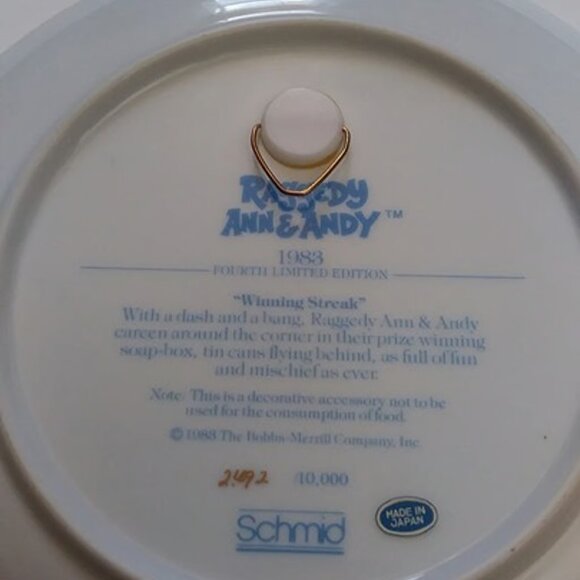 RAGGEDY
ANN & ANDY™
1983
FOURTH LIMITED EDITION
"Winning Streak"
With a dash and a bang, Raggedy Ann & Andy
careen around the corner in their prize winning
soap-box, tin cans flying behind, as full of fun
and mischief as ever.
Note: This is a decorative accessory not to be
used for the consumption of food.
© 1983 The Bobbs-Merrill Company, Inc.
/10,000
Schmid
MADE IN
JAPAN